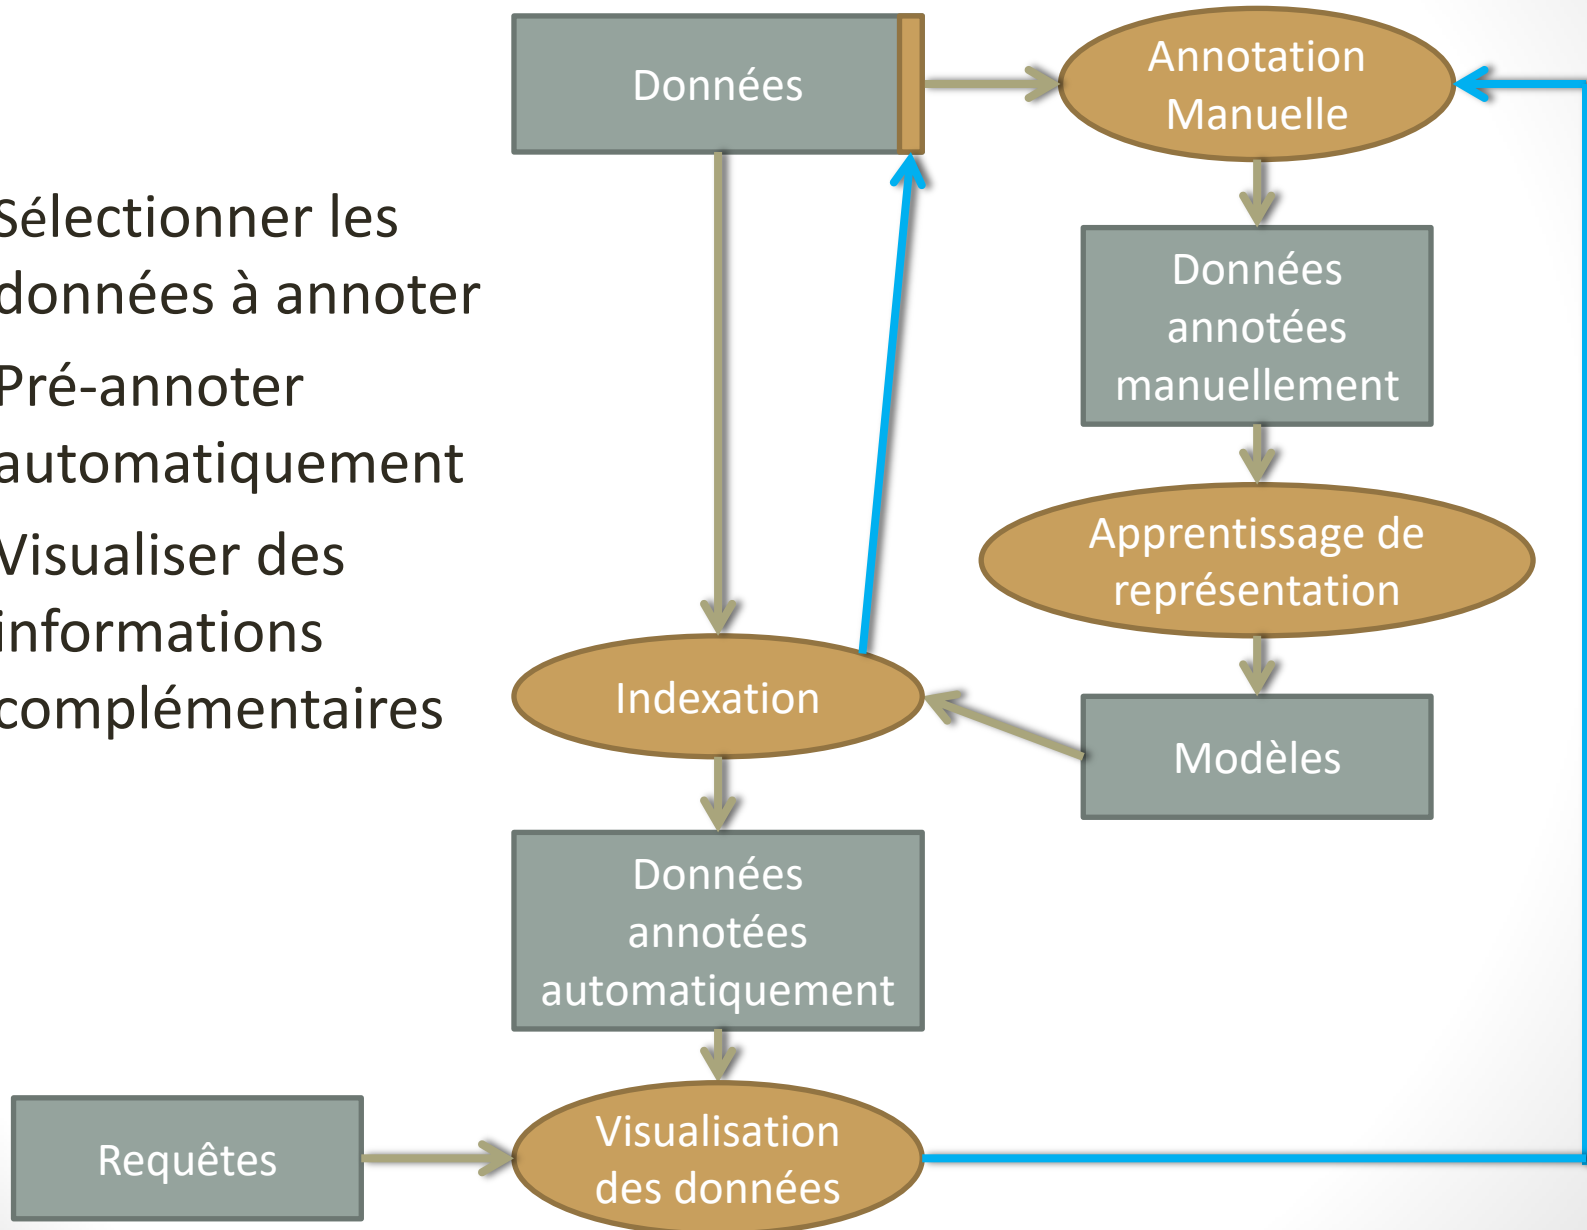 Sélectionner les
données à annoter
Pré-annoter
automatiquement
Visualiser des
informations
complémentaires
Données
Annotation
Manuelle
Données
annotées
manuellement
Apprentissage de
représentation
Indexation
Modèles
Données
annotées
automatiquement
Requêtes
Visualisation
des données